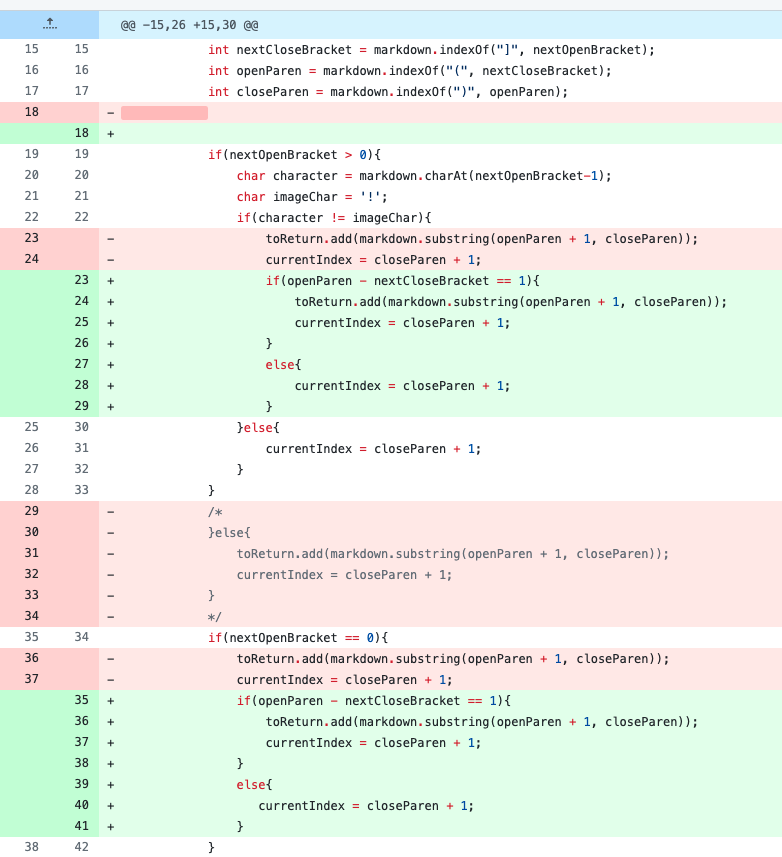 @@ -15,26 +15,30 @@
15 15 int nextCloseBracket = markdown.indexOf("]", nextOpenBracket);
16 16 int openParen = markdown.indexOf("(", nextCloseBracket);
17 17 int closeParen = markdown.indexOf(")", openParen);
18 -
18 +
19 19 if(nextOpenBracket > 0){
20 20 char character = markdown.charAt(nextOpenBracket-1);
21 21 char imageChar = '!';
22 22 if(character != imageChar){
23 - toReturn.add(markdown.substring(openParen + 1, closeParen));
24 - currentIndex = closeParen + 1;
23 + if(openParen - nextCloseBracket == 1){
24 + toReturn.add(markdown.substring(openParen + 1, closeParen));
25 + currentIndex = closeParen + 1;
26 + }
27 + else{
28 + currentIndex = closeParen + 1;
29 + }
25 30 }else{
26 31 currentIndex = closeParen + 1;
27 32 }
28 33 }
29 - /*
30 - }else{
31 - toReturn.add(markdown.substring(openParen + 1, closeParen));
32 - currentIndex = closeParen + 1;
33 - }
34 - */
35 34 if(nextOpenBracket == 0){
36 - toReturn.add(markdown.substring(openParen + 1, closeParen));
37 - currentIndex = closeParen + 1;
35 + if(openParen - nextCloseBracket == 1){
36 + toReturn.add(markdown.substring(openParen + 1, closeParen));
37 + currentIndex = closeParen + 1;
38 + }
39 + else{
40 + currentIndex = closeParen + 1;
41 + }
38 42 }